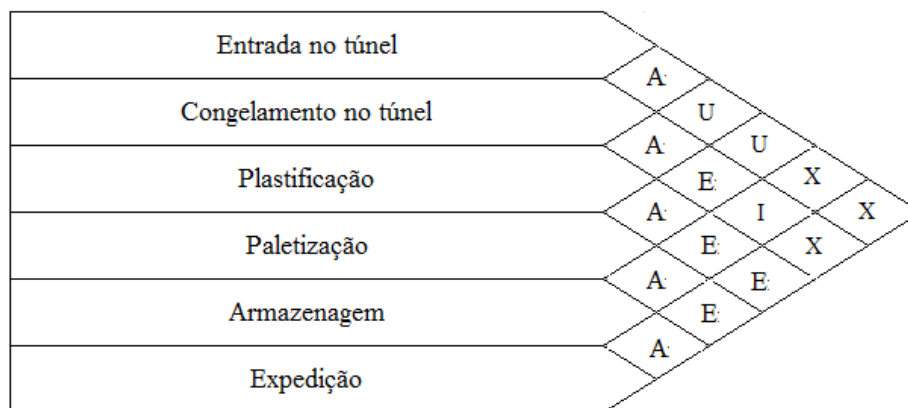 Entrada no túnel
A:
Congelamento no túnel
U
A:
U
Plastificação
E:
X
A:
I
X
Paletização
E:
X
A:
E:
Armazenagem
E:
A:
Expedição